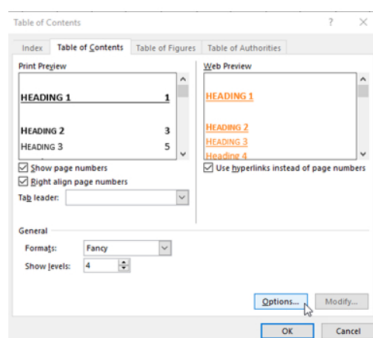 Table of Contents ? ×
Index Table of Contents Table of Figures Table of Authorities
Print Preview Web Preview
HEADING 1 1 HEADING 1
HEADING 2 3 HEADING 2
HEADING 3 5 HEADING 3
Heading 4
Show page numbers Use hyperlinks instead of page numbers
Right align page numbers
Tab leader:
General
Formats: Fancy
Show levels: 4
Options... Modify...
OK Cancel